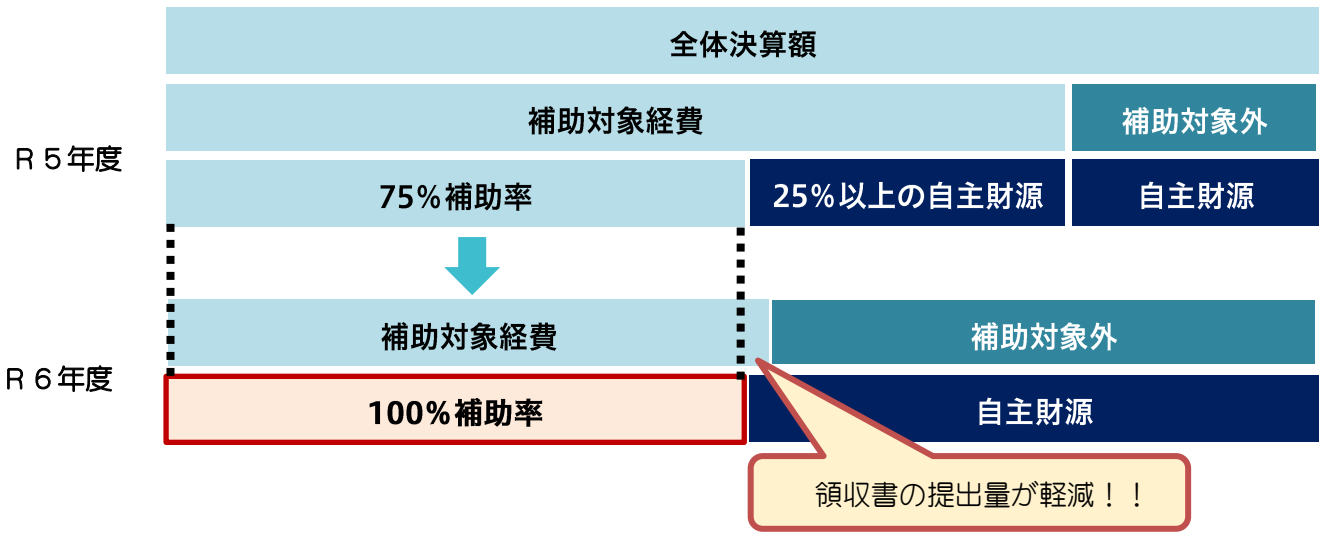 全体決算額
補助対象経費 補助対象外
R5年度
75%補助率 25%以上の自主財源 自主財源
補助対象経費 補助対象外
R6年度
100%補助率 自主財源
領収書の提出量が軽減!!